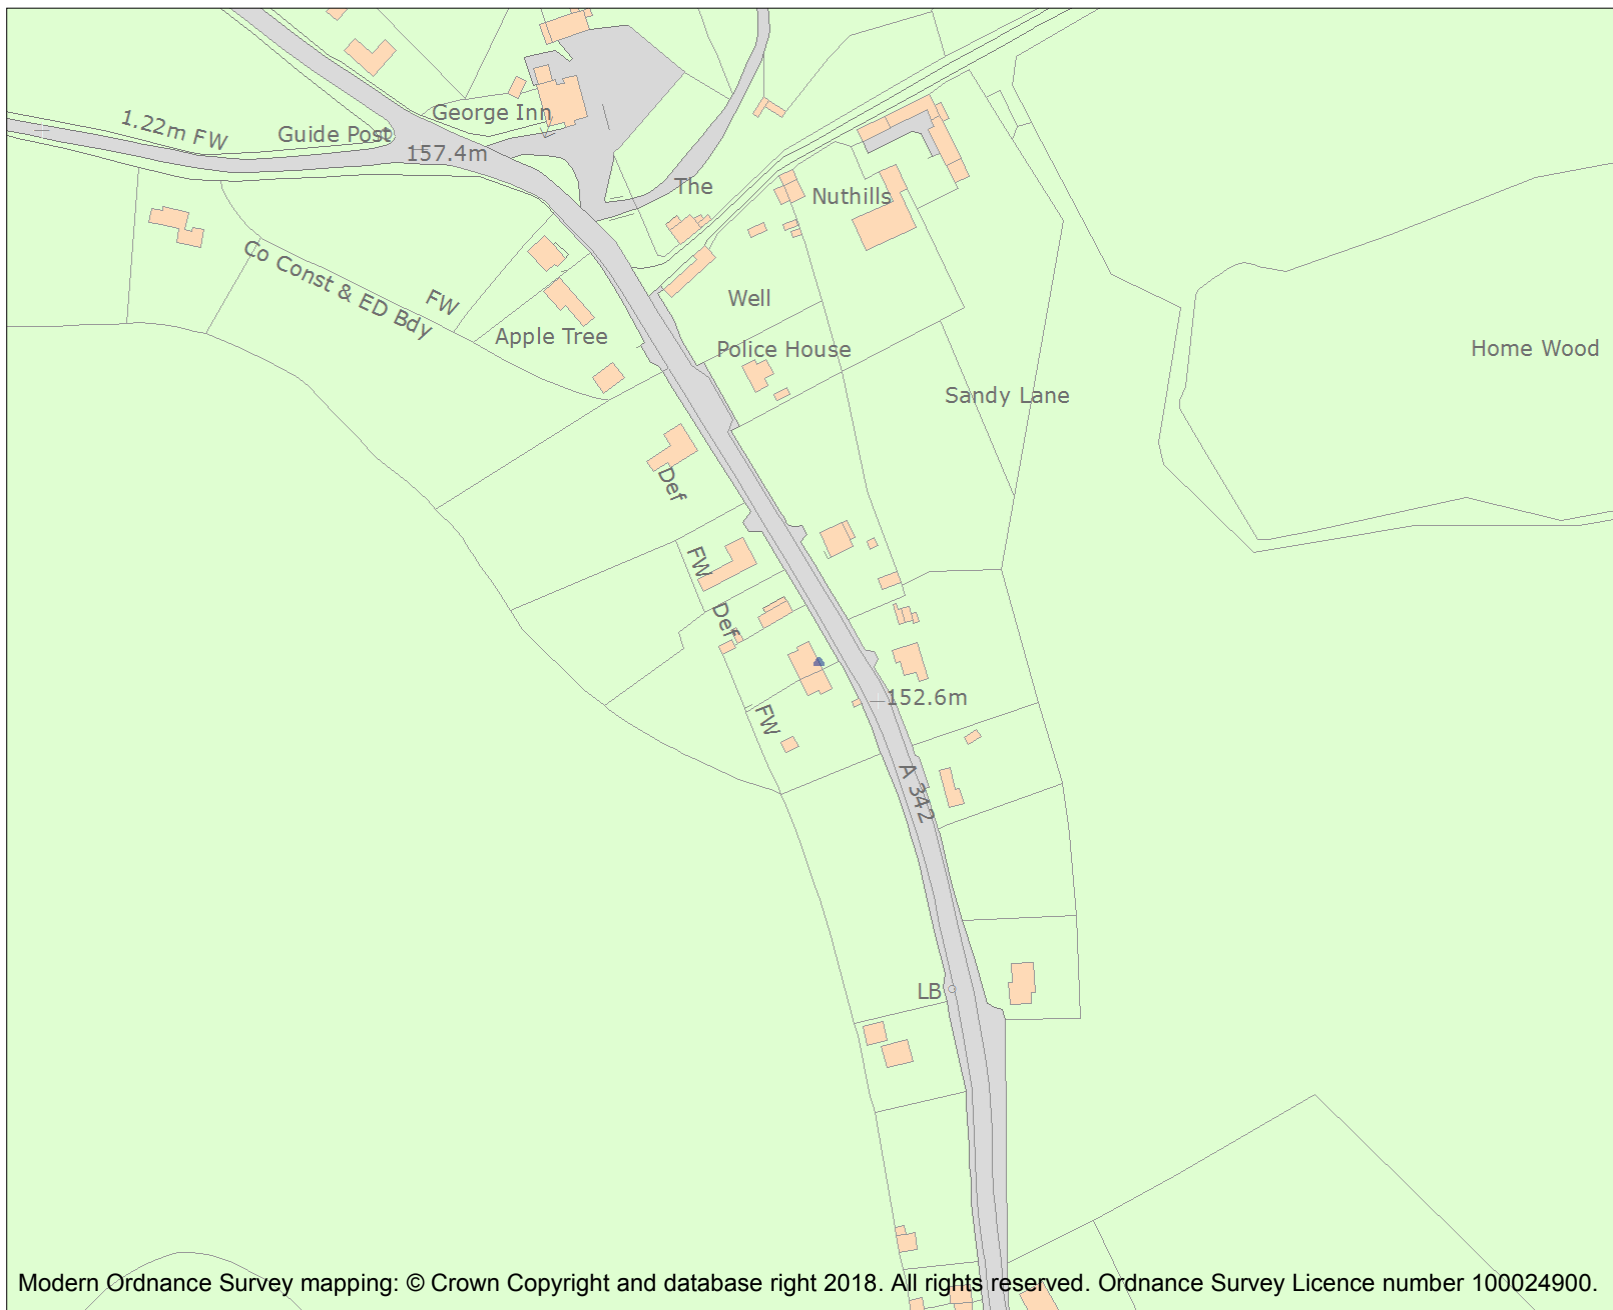 George Inn
1.22m FW
Guide Post
157.4m
The
Nuthills
Co Const & ED Bdy
FW
Well
Apple Tree
Police House
Home Wood
Sandy Lane
Def
FW
Def
152.6m
FW
A 342
LB
Modern Ordnance Survey mapping: © Crown Copyright and database right 2018. All rights reserved. Ordnance Survey Licence number 100024900.